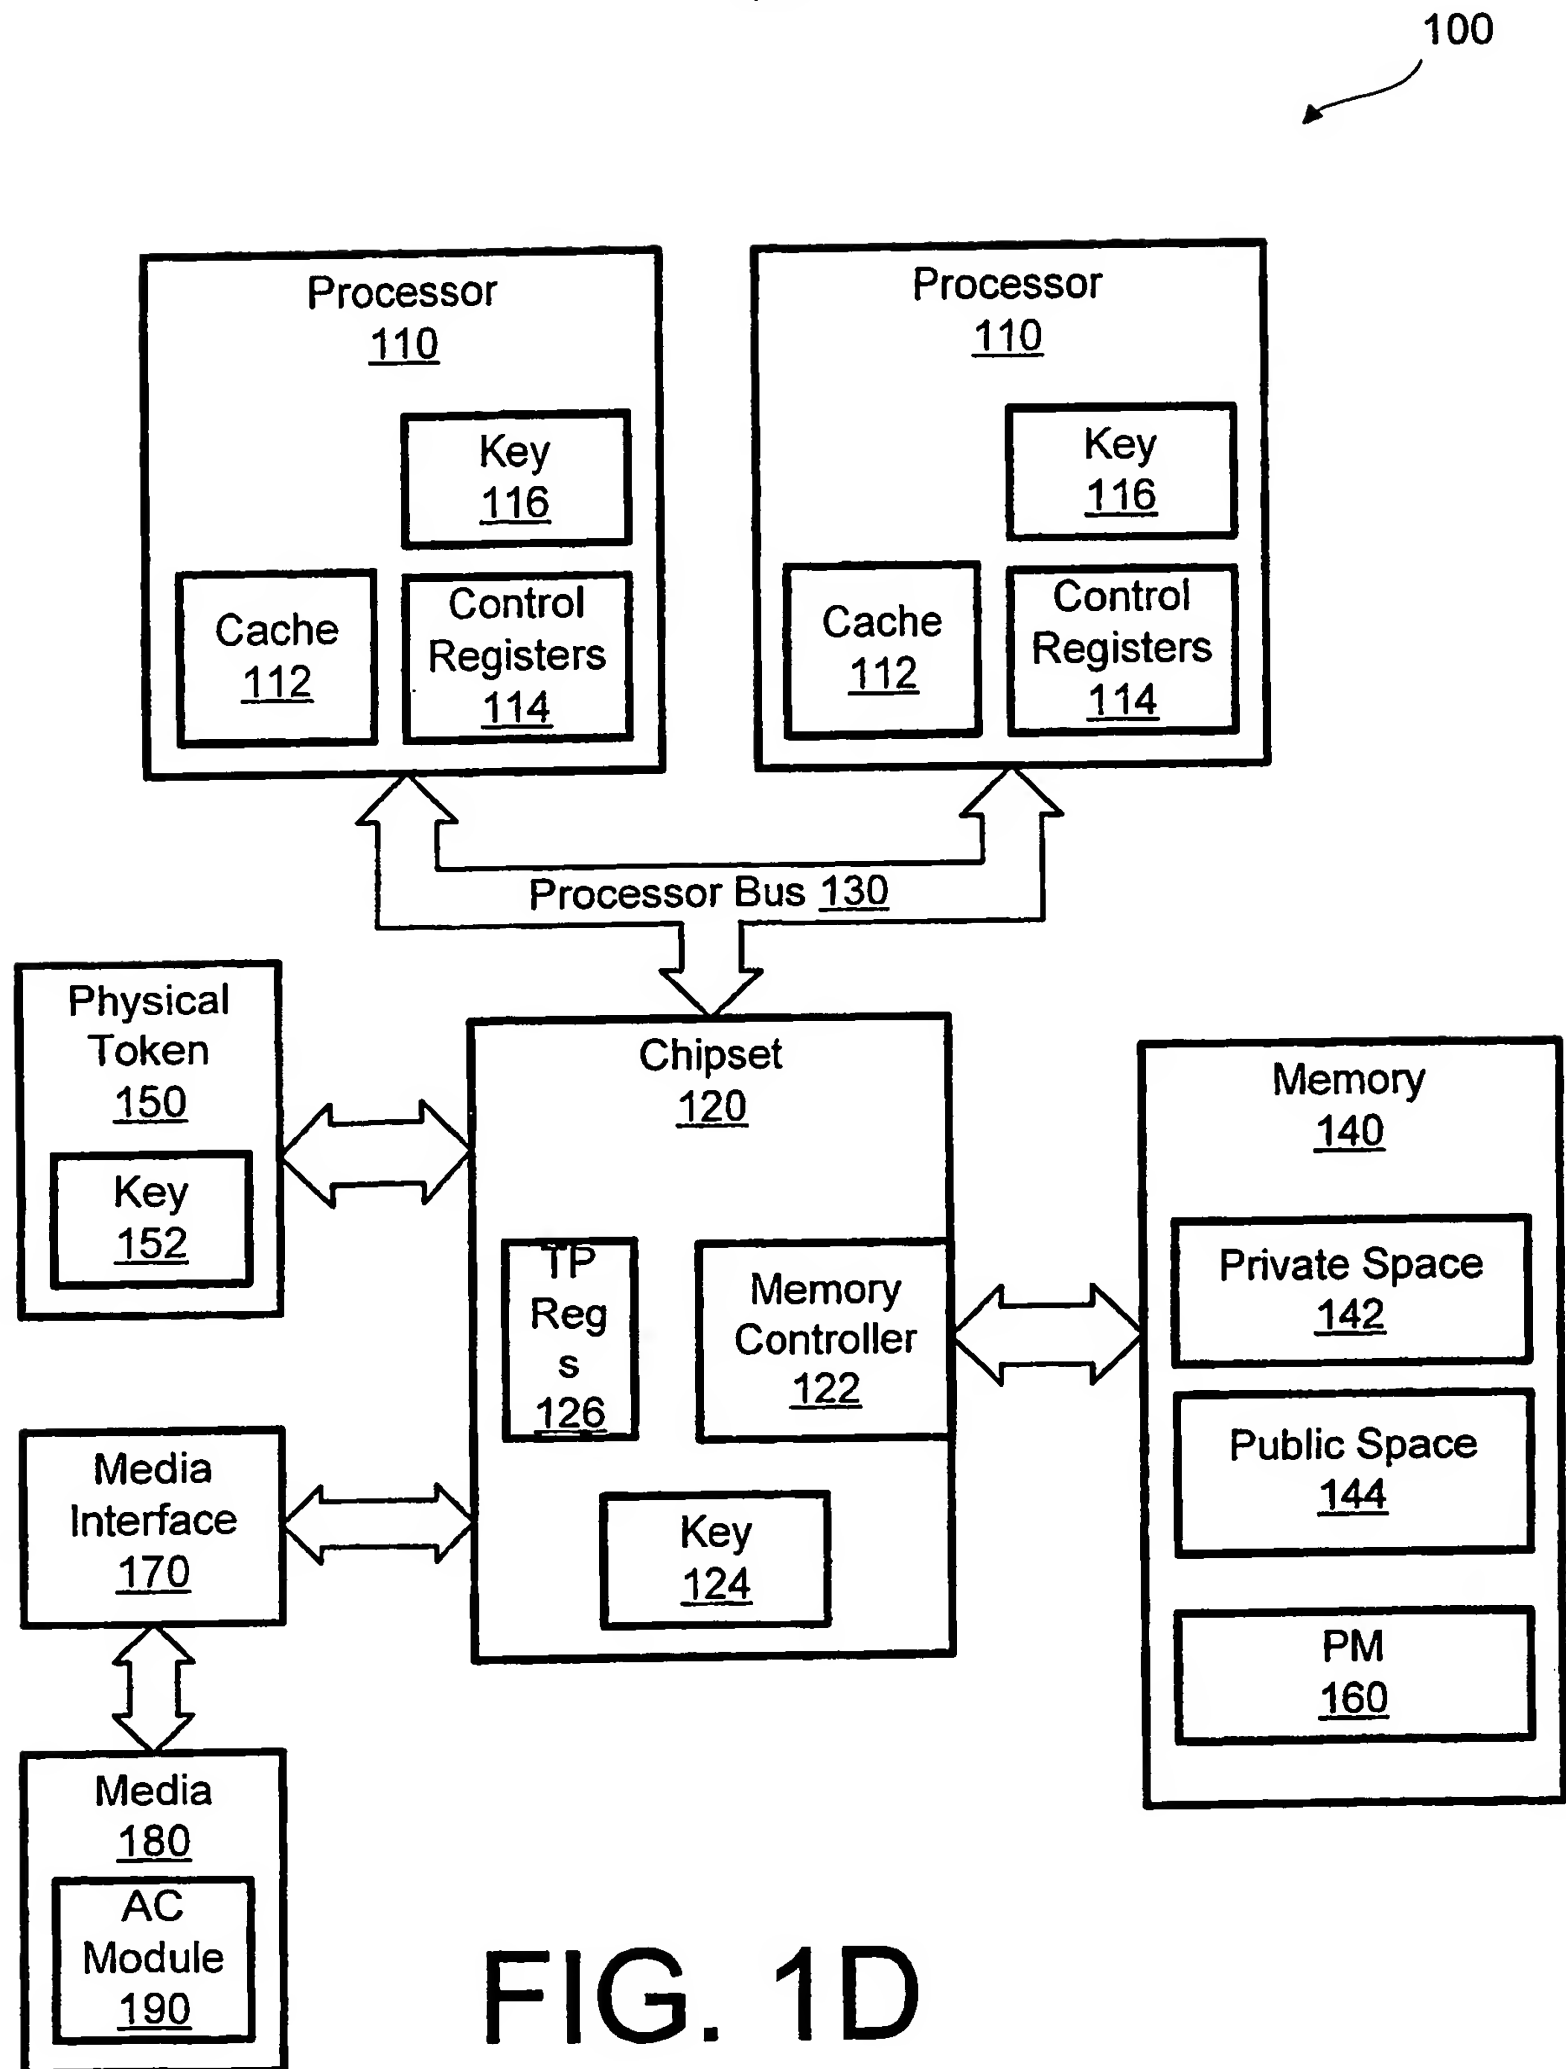 100
Processor
110
Key
116
Cache
112
Control
Registers
114
Processor
110
Key
116
Cache
112
Control
Registers
114
Processor Bus 130
Physical
Token
150
Key
152
Chipset
120
TP
Reg
s
126
Memory
Controller
122
Key
124
Memory
140
Private Space
142
Public Space
144
PM
160
Media
Interface
170
Media
180
AC
Module
190
FIG. 1D